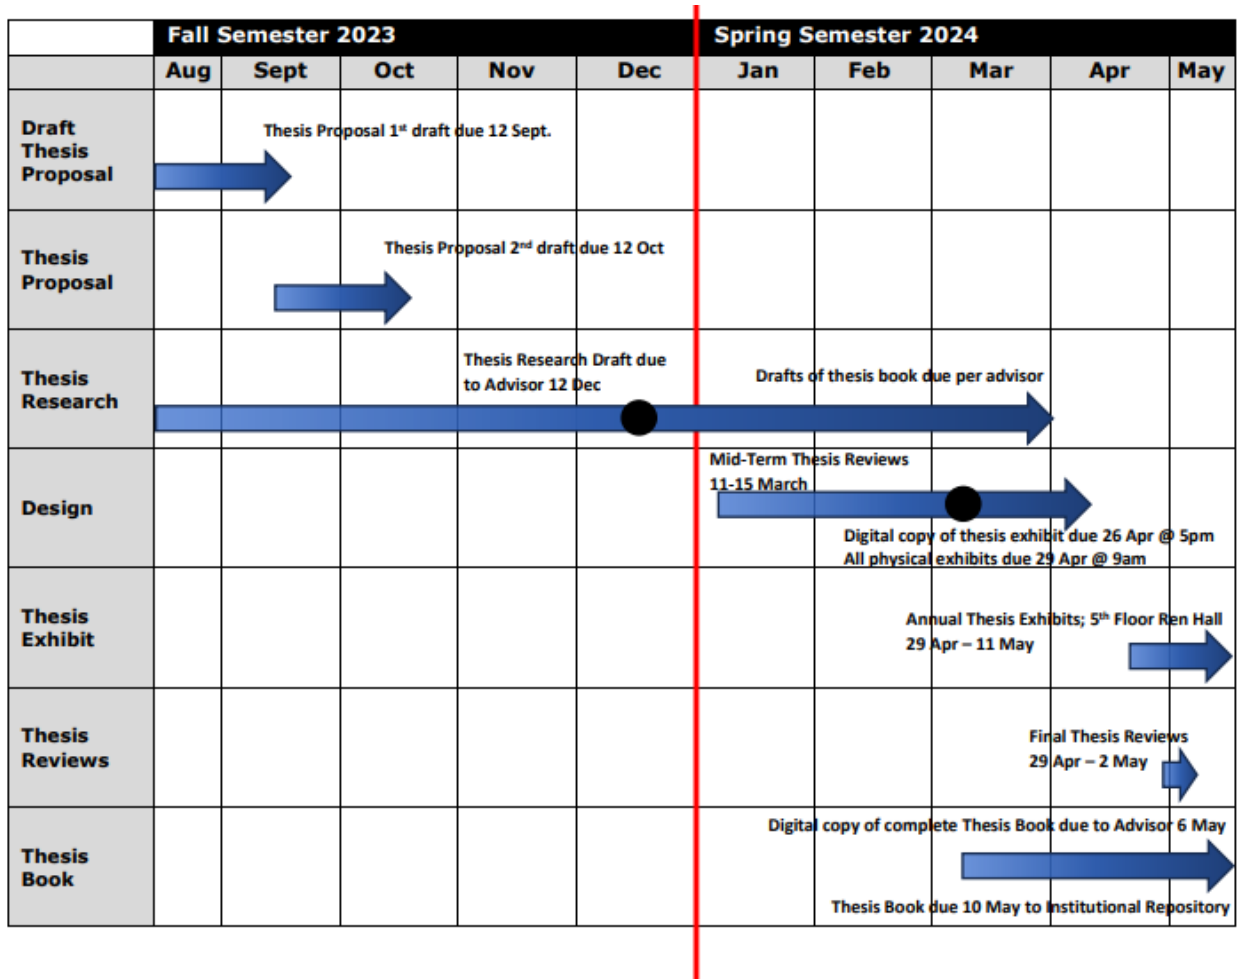 Fall Semester 2023
Spring Semester 2024
Aug
Sept
Oct
Nov
Dec
Jan
Feb
Mar
Apr
May
Draft
Thesis
Proposal
Thesis Proposal 1st draft due 12 Sept.
Thesis
Proposal
Thesis Proposal 2nd draft due 12 Oct
Thesis
Research
Thesis Research Draft due
to Advisor 12 Dec
Drafts of thesis book due per advisor
Design
Mid-Term Thesis Reviews
11-15 March
Digital copy of thesis exhibit due 26 Apr @ 5pm
All physical exhibits due 29 Apr @ 9am
Thesis
Exhibit
Annual Thesis Exhibits; 5th Floor Ren Hall
29 Apr – 11 May
Thesis
Reviews
Final Thesis Reviews
29 Apr – 2 May
Thesis
Book
Digital copy of complete Thesis Book due to Advisor 6 May
Thesis Book due 10 May to Institutional Repository